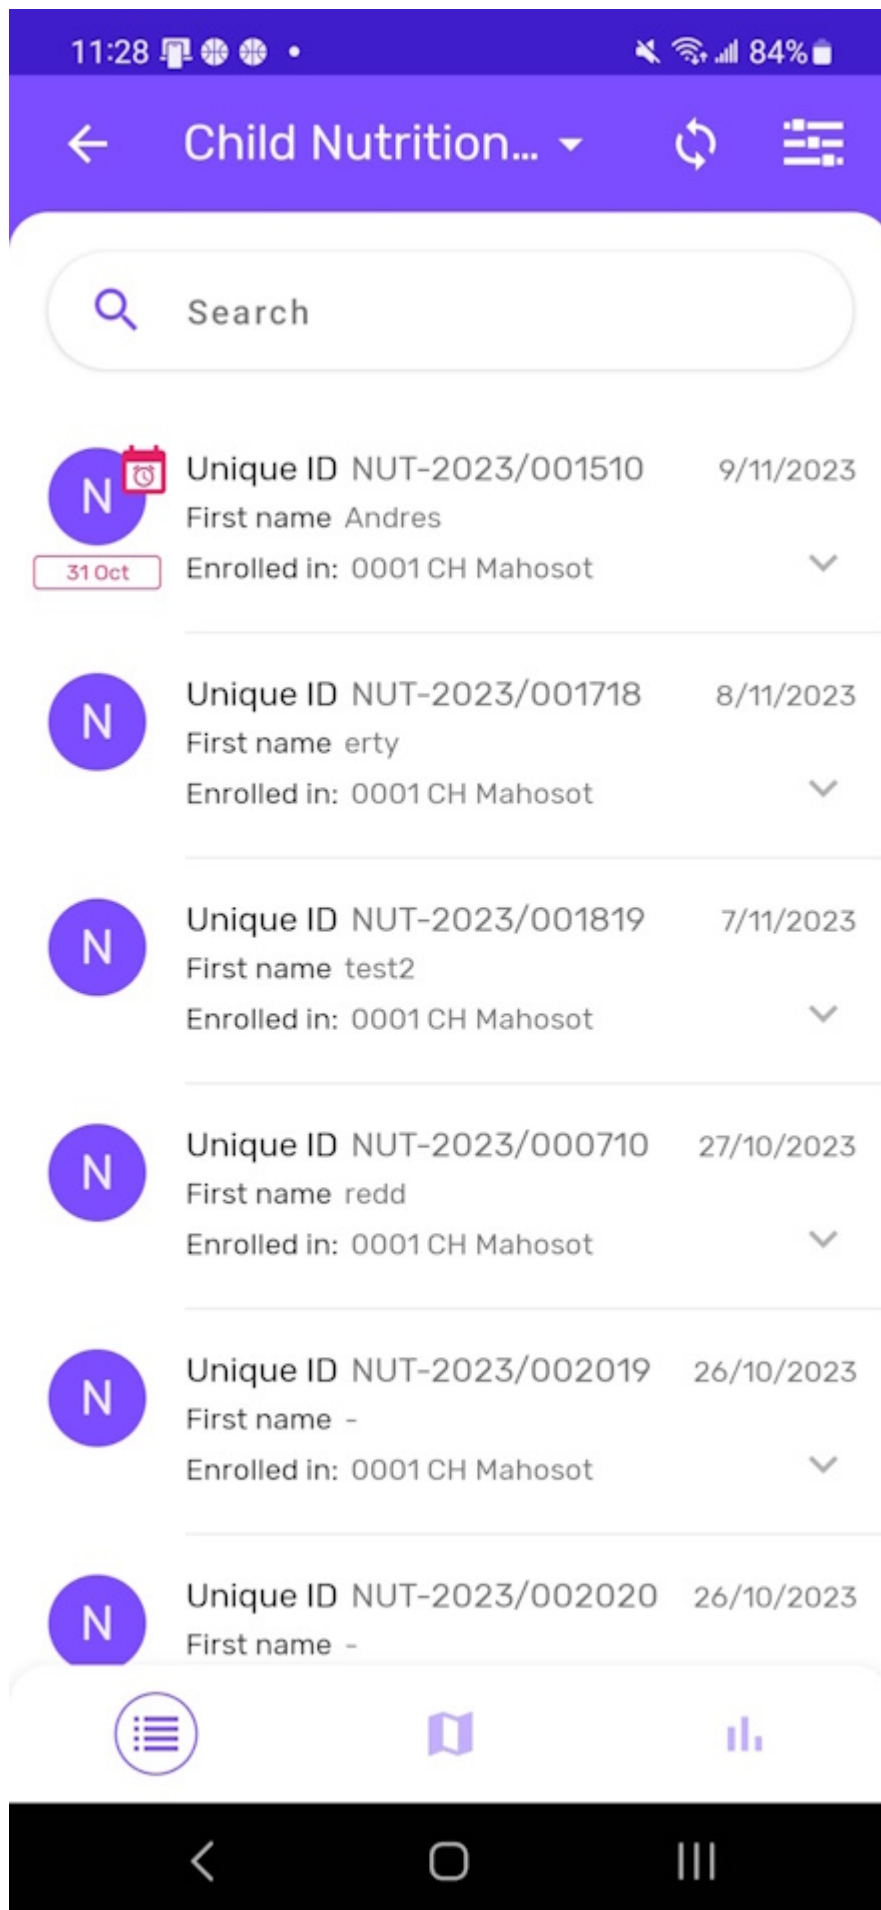 11:28 84%
Child Nutrition...
Search
N Unique ID NUT-2023/001510 9/11/2023
First name Andres
31 Oct Enrolled in: 0001 CH Mahosot
N Unique ID NUT-2023/001718 8/11/2023
First name erty
Enrolled in: 0001 CH Mahosot
N Unique ID NUT-2023/001819 7/11/2023
First name test2
Enrolled in: 0001 CH Mahosot
N Unique ID NUT-2023/000710 27/10/2023
First name redd
Enrolled in: 0001 CH Mahosot
N Unique ID NUT-2023/002019 26/10/2023
First name -
Enrolled in: 0001 CH Mahosot
N Unique ID NUT-2023/002020 26/10/2023
First name -